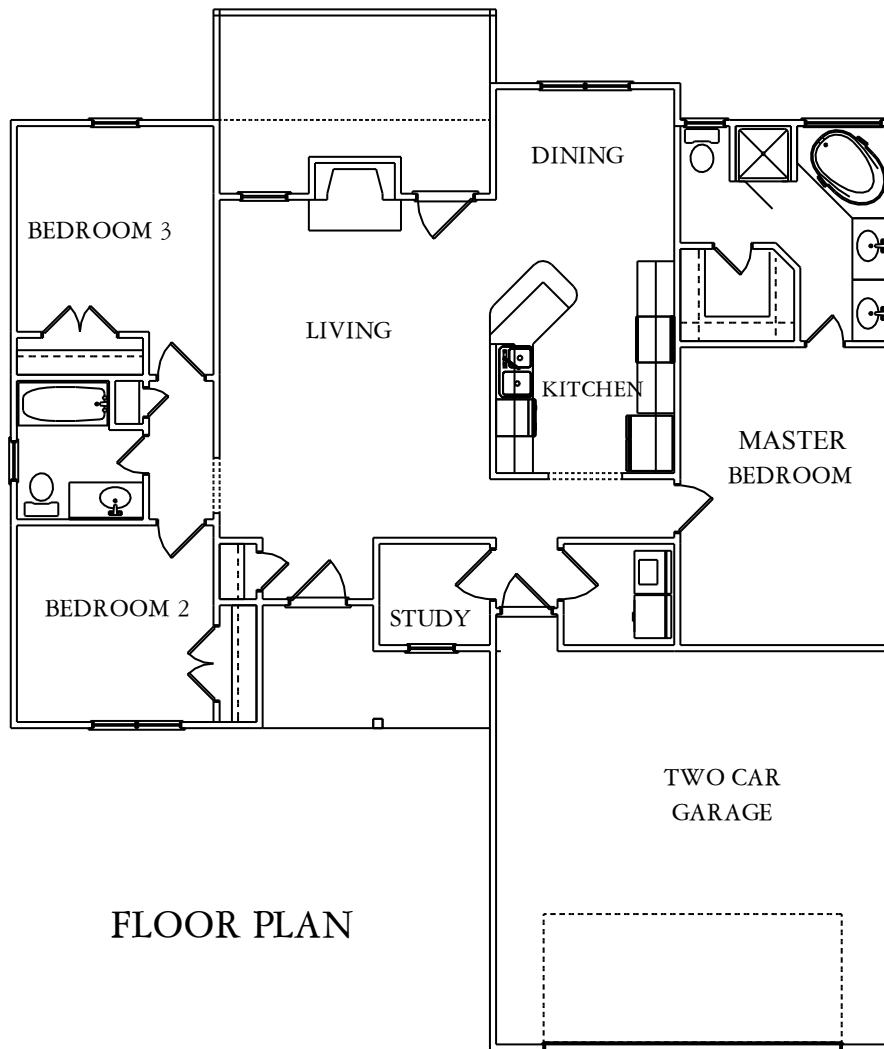 DINING
BEDROOM 3
LIVING
KITCHEN
MASTER
BEDROOM
BEDROOM 2
STUDY
TWO CAR
GARAGE
FLOOR PLAN